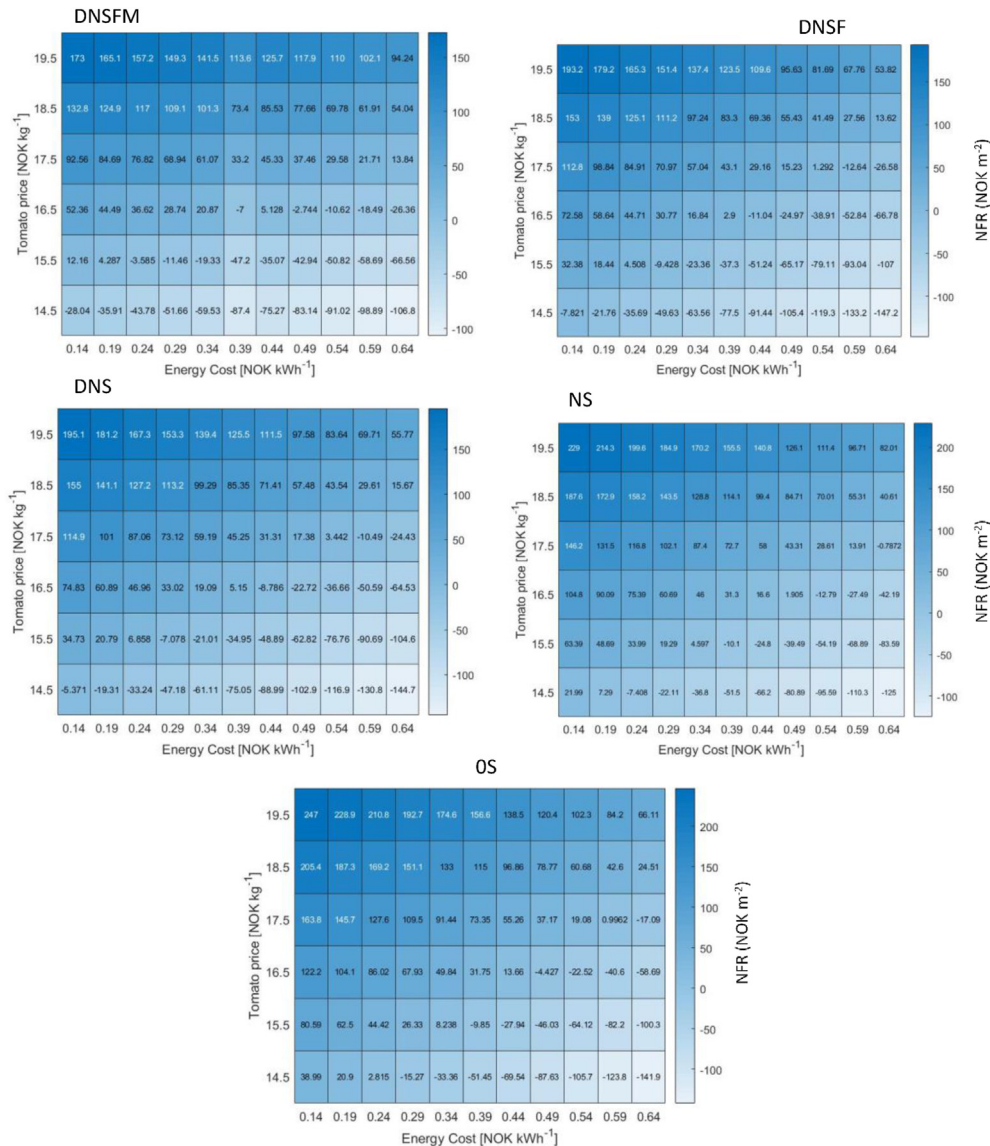 DNSFM
19.5 173 165.1 157.2 149.3 141.5 113.6 125.7 117.9 110 102.1 94.24
18.5 132.8 124.9 117 109.1 101.3 73.4 85.53 77.66 69.78 61.91 54.04
17.5 92.56 84.69 76.82 68.94 61.07 33.2 45.33 37.46 29.58 21.71 13.84
16.5 52.36 44.49 36.62 28.74 20.87 -7 5.128 -2.744 -10.62 -18.49 -26.36
15.5 12.16 4.287 -3.585 -11.46 -19.33 -47.2 -35.07 -42.94 -50.82 -58.69 -66.56
14.5 -28.04 -35.91 -43.78 -51.66 -59.53 -87.4 -75.27 -83.14 -91.02 -98.89 -106.8
0.14 0.19 0.24 0.29 0.34 0.39 0.44 0.49 0.54 0.59 0.64
Energy Cost [NOK kWh⁻¹]
Tomato price [NOK kg⁻¹]
150
100
50
0
-50
-100
DNSF
19.5 193.2 179.2 165.3 151.4 137.4 123.5 109.6 95.63 81.69 67.76 53.82
18.5 153 139 125.1 111.2 97.24 83.3 69.36 55.43 41.49 27.56 13.62
17.5 112.8 98.84 84.91 70.97 57.04 43.1 29.16 15.23 1.292 -12.64 -26.58
16.5 72.58 58.64 44.71 30.77 16.84 2.9 -11.04 -24.97 -38.91 -52.84 -66.78
15.5 32.38 18.44 4.508 -9.428 -23.36 -37.3 -51.24 -65.17 -79.11 -93.04 -107
14.5 -7.821 -21.76 -35.69 -49.63 -63.56 -77.5 -91.44 -105.4 -119.3 -133.2 -147.2
0.14 0.19 0.24 0.29 0.34 0.39 0.44 0.49 0.54 0.59 0.64
Energy Cost [NOK kWh⁻¹]
Tomato price [NOK kg⁻¹]
150
100
50
0
-50
-100
NFR (NOK m⁻²)
DNS
19.5 195.1 181.2 167.3 153.3 139.4 125.5 111.5 97.58 83.64 69.71 55.77
18.5 155 141.1 127.2 113.2 99.29 85.35 71.41 57.48 43.54 29.61 15.67
17.5 114.9 101 87.06 73.12 59.19 45.25 31.31 17.38 3.442 -10.49 -24.43
16.5 74.83 60.89 46.96 33.02 19.09 5.15 -8.786 -22.72 -36.66 -50.59 -64.53
15.5 34.73 20.79 6.858 -7.078 -21.01 -34.95 -48.89 -62.82 -76.76 -90.69 -104.6
14.5 -5.371 -19.31 -33.24 -47.18 -61.11 -75.05 -88.99 -102.9 -116.9 -130.8 -144.7
0.14 0.19 0.24 0.29 0.34 0.39 0.44 0.49 0.54 0.59 0.64
Energy Cost [NOK kWh⁻¹]
Tomato price [NOK kg⁻¹]
150
100
50
0
-50
-100
NS
19.5 229 214.3 199.6 184.9 170.2 155.5 140.8 126.1 111.4 96.71 82.01
18.5 187.6 172.9 158.2 143.5 128.8 114.1 99.4 84.71 70.01 55.31 40.61
17.5 146.2 131.5 116.8 102.1 87.4 72.7 58 43.31 28.61 13.91 -0.7872
16.5 104.8 90.09 75.39 60.69 46 31.3 16.6 1.905 -12.79 -27.49 -42.19
15.5 63.39 48.69 33.99 19.29 4.597 -10.1 -24.8 -39.49 -54.19 -68.89 -83.59
14.5 21.99 7.29 -7.408 -22.11 -36.8 -51.5 -66.2 -80.89 -95.59 -110.3 -125
0.14 0.19 0.24 0.29 0.34 0.39 0.44 0.49 0.54 0.59 0.64
Energy Cost [NOK kWh⁻¹]
Tomato price [NOK kg⁻¹]
200
150
100
50
0
-50
-100
NFR (NOK m⁻²)
0S
19.5 247 228.9 210.8 192.7 174.6 156.6 138.5 120.4 102.3 84.2 66.11
18.5 205.4 187.3 169.2 151.1 133 115 96.86 78.77 60.68 42.6 24.51
17.5 163.8 145.7 127.6 109.5 91.44 73.35 55.26 37.17 19.08 0.9962 -17.09
16.5 122.2 104.1 86.02 67.93 49.84 31.75 13.66 -4.427 -22.52 -40.6 -58.69
15.5 80.59 62.5 44.42 26.33 8.238 -9.85 -27.94 -46.03 -64.12 -82.2 -100.3
14.5 38.99 20.9 2.815 -15.27 -33.36 -51.45 -69.54 -87.63 -105.7 -123.8 -141.9
0.14 0.19 0.24 0.29 0.34 0.39 0.44 0.49 0.54 0.59 0.64
Energy Cost [NOK kWh⁻¹]
Tomato price [NOK kg⁻¹]
200
150
100
50
0
-50
-100
NFR (NOK m⁻²)